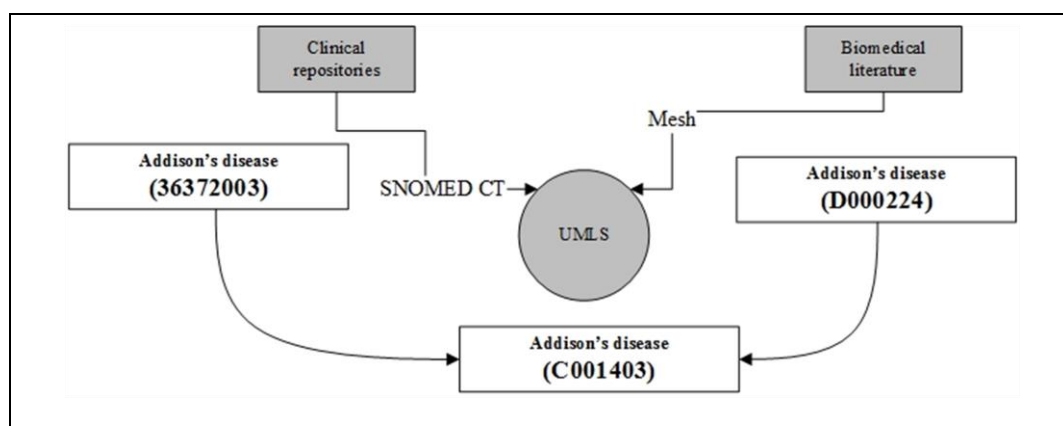 Clinical
repositories
Biomedical
literature
Mesh
Addison's disease
(36372003)
SNOMED CT
Addison's disease
(D000224)
UMLS
Addison's disease
(C001403)